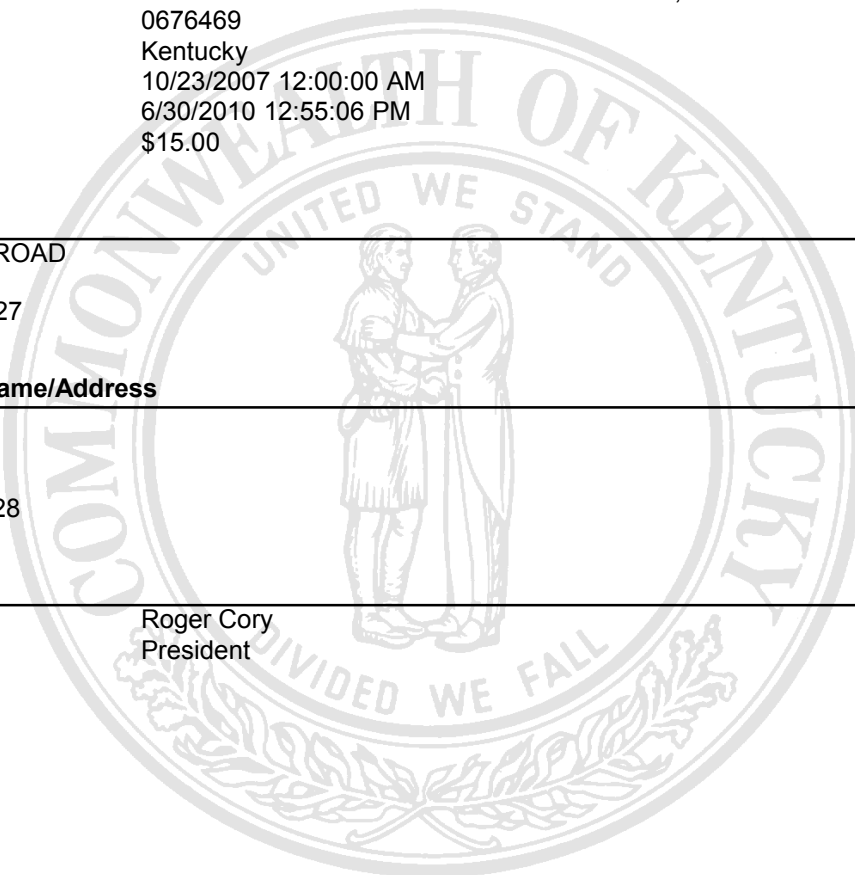 0676469
Kentucky
10/23/2007 12:00:00 AM
6/30/2010 12:55:06 PM
$15.00
COMMONWEALTH OF KENTUCKY
UNITED WE STAND
ROAD
27
ame/Address
28
Roger Cory
President
DIVIDED WE FALL